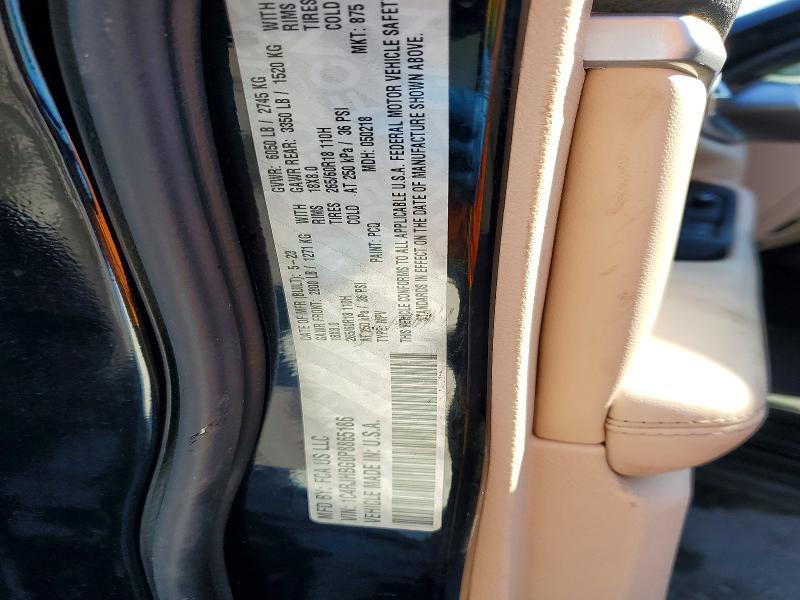 MFD BY: FCA US LLC
DATE OF MFR (BUILT): 5-23
GVWR: 6050 LB / 2745 KG
GAWR FRONT: 2800 LB / 1271 KG WITH
GAWR REAR: 3350 LB / 1520 KG WITH
18X8.0 RIMS
18X8.0 RIMS
265/60R18 110H TIRES
265/60R18 110H TIRES
AT 250 kPa / 36 PSI COLD
AT 250 kPa / 36 PSI COLD
VEHICLE MADE IN: U.S.A.
TYPE: MPV
PAINT: PCQ
MDH: 050218
MKT: 875
THIS VEHICLE CONFORMS TO ALL APPLICABLE U.S.A. FEDERAL MOTOR VEHICLE SAFET
STANDARDS IN EFFECT ON THE DATE OF MANUFACTURE SHOWN ABOVE.